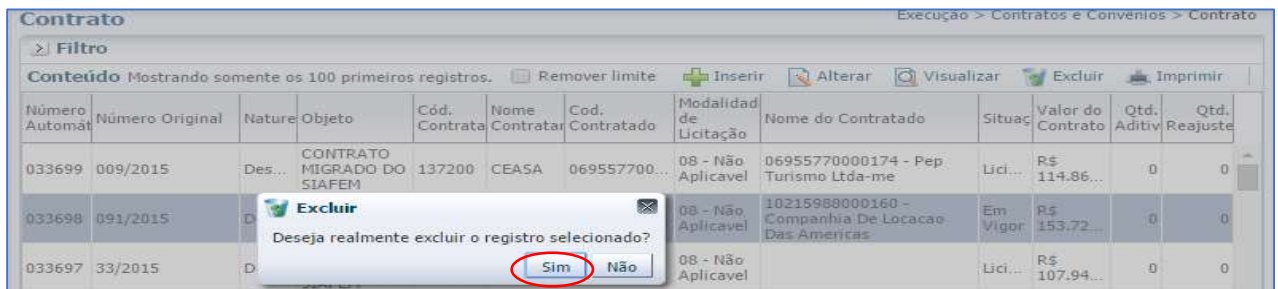 Contrato
Execução > Contratos e Convênios > Contrato
Filtro
Conteúdo Mostrando somente os 100 primeiros registros. Remover limite Inserir Alterar Visualizar Excluir Imprimir
Número Automát Número Original Nature Objeto Cód. Contrata Nome Contratar Cod. Contratado Modalidad de Licitação Nome do Contratado Situaç Valor do Contrato Qtd. Aditiv Qtd. Reajuste
033699 009/2015 Des... CONTRATO MIGRADO DO SIAFEM 137200 CEASA 069557700... 08 - Não Aplicavel 06955770000174 - Pep Turismo Ltda-me Lici... R$ 114.86... 0 0
033698 091/2015 D 08 - Não Aplicavel 10215988000160 - Companhia De Locacao Das Americas Em Vigor R$ 153.72... 0 0
Excluir
Deseja realmente excluir o registro selecionado?
Sim Não
033697 33/2015 D 08 - Não Aplicavel Lici... R$ 107.94... 0 0